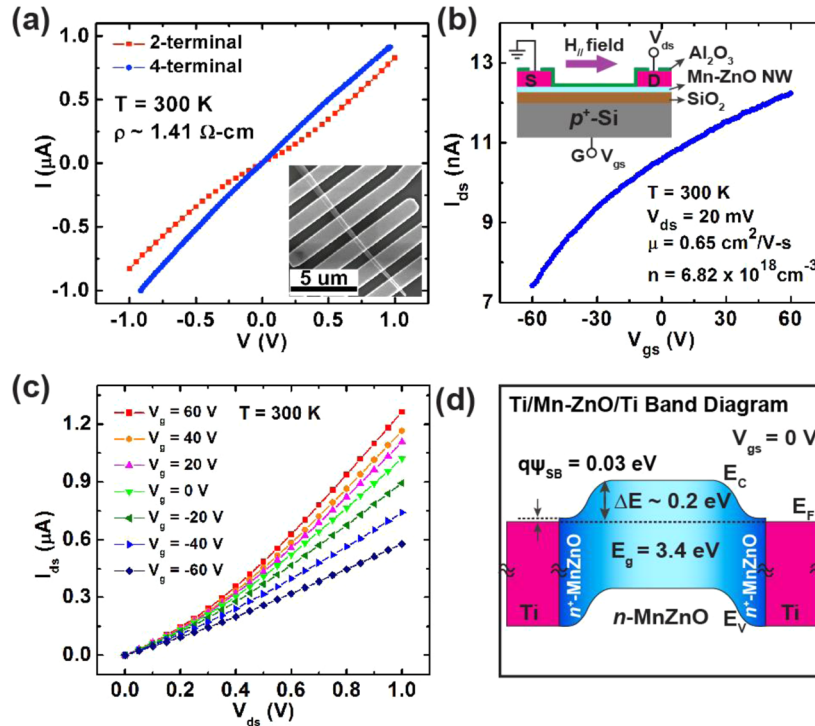 (a)
2-terminal
4-terminal
T = 300 K
ρ ~ 1.41 Ω-cm
5 um
1.0
0.5
0.0
-0.5
-1.0
I (μA)
-1.0 -0.5 0.0 0.5 1.0
V (V)
(b)
H// field
Vds
S
D
Al2O3
Mn-ZnO NW
SiO2
p+-Si
G Vgs
T = 300 K
Vds = 20 mV
μ = 0.65 cm2/V-s
n = 6.82 x 10^18cm-3
13
12
10
9
7
Ids (nA)
-60 -30 0 30 60
Vgs (V)
(c)
Vg = 60 V
Vg = 40 V
Vg = 20 V
Vg = 0 V
Vg = -20 V
Vg = -40 V
Vg = -60 V
T = 300 K
1.2
0.9
0.6
0.3
0.0
Ids (μA)
0.0 0.2 0.4 0.6 0.8 1.0
Vds (V)
(d)
Ti/Mn-ZnO/Ti Band Diagram
Vgs = 0 V
qψSB = 0.03 eV
EC
ΔE ~ 0.2 eV
EF
Eg = 3.4 eV
n+-MnZnO
n+-MnZnO
Ti
Ti
n-MnZnO
EV